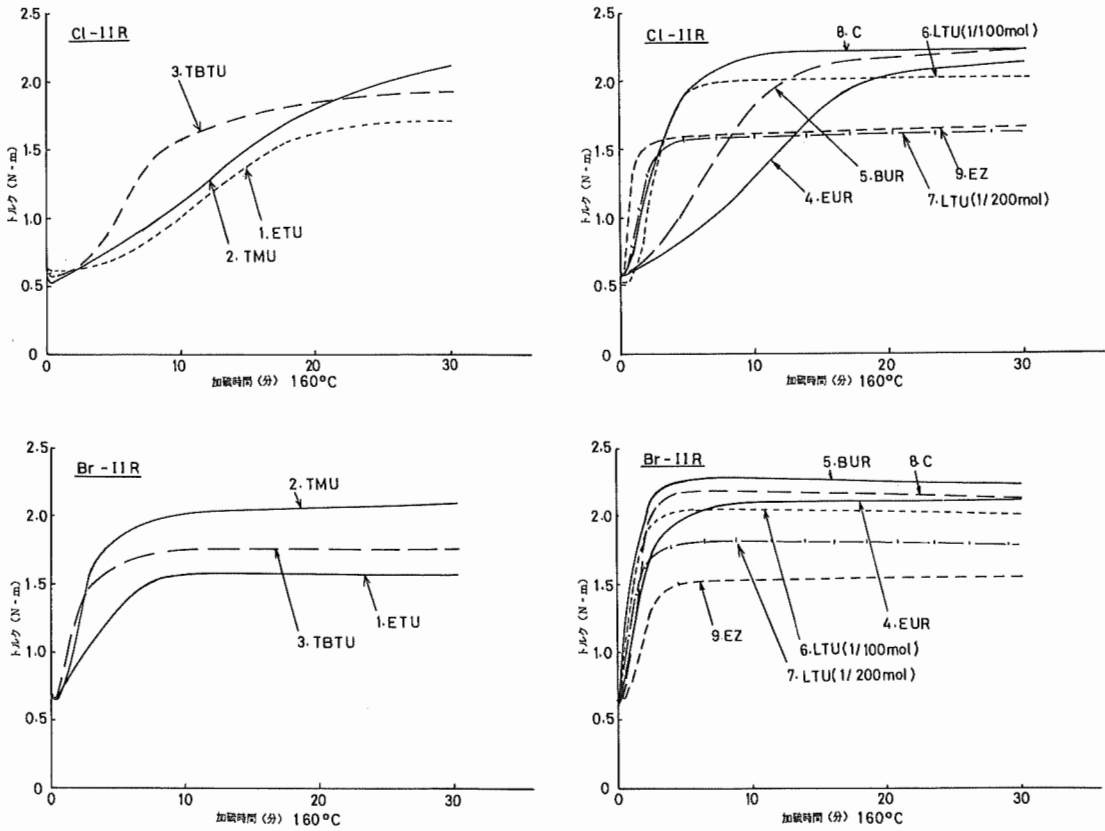 2.5
Cl-IIR
3.TBTU
2.0
1.5
トルク (N-m)
1.0
1.ETU
2.TMU
0.5
0
0 10 20 30
加硫時間 (分) 160°C
2.5
Cl-IIR
8.C
6.LTU(1/100mol)
2.0
1.5
トルク (N-m)
9.EZ
5.BUR
4.EUR
7.LTU(1/200mol)
1.0
0.5
0
0 10 20 30
加硫時間 (分) 160°C
2.5
Br-IIR
2.TMU
2.0
1.5
トルク (N-m)
1.ETU
3.TBTU
1.0
0.5
0
0 10 20 30
加硫時間 (分) 160°C
2.5
Br-IIR
5.BUR
8.C
2.0
1.5
トルク (N-m)
9.EZ
4.EUR
6.LTU(1/100mol)
7.LTU(1/200mol)
1.0
0.5
0
0 10 20 30
加硫時間 (分) 160°C